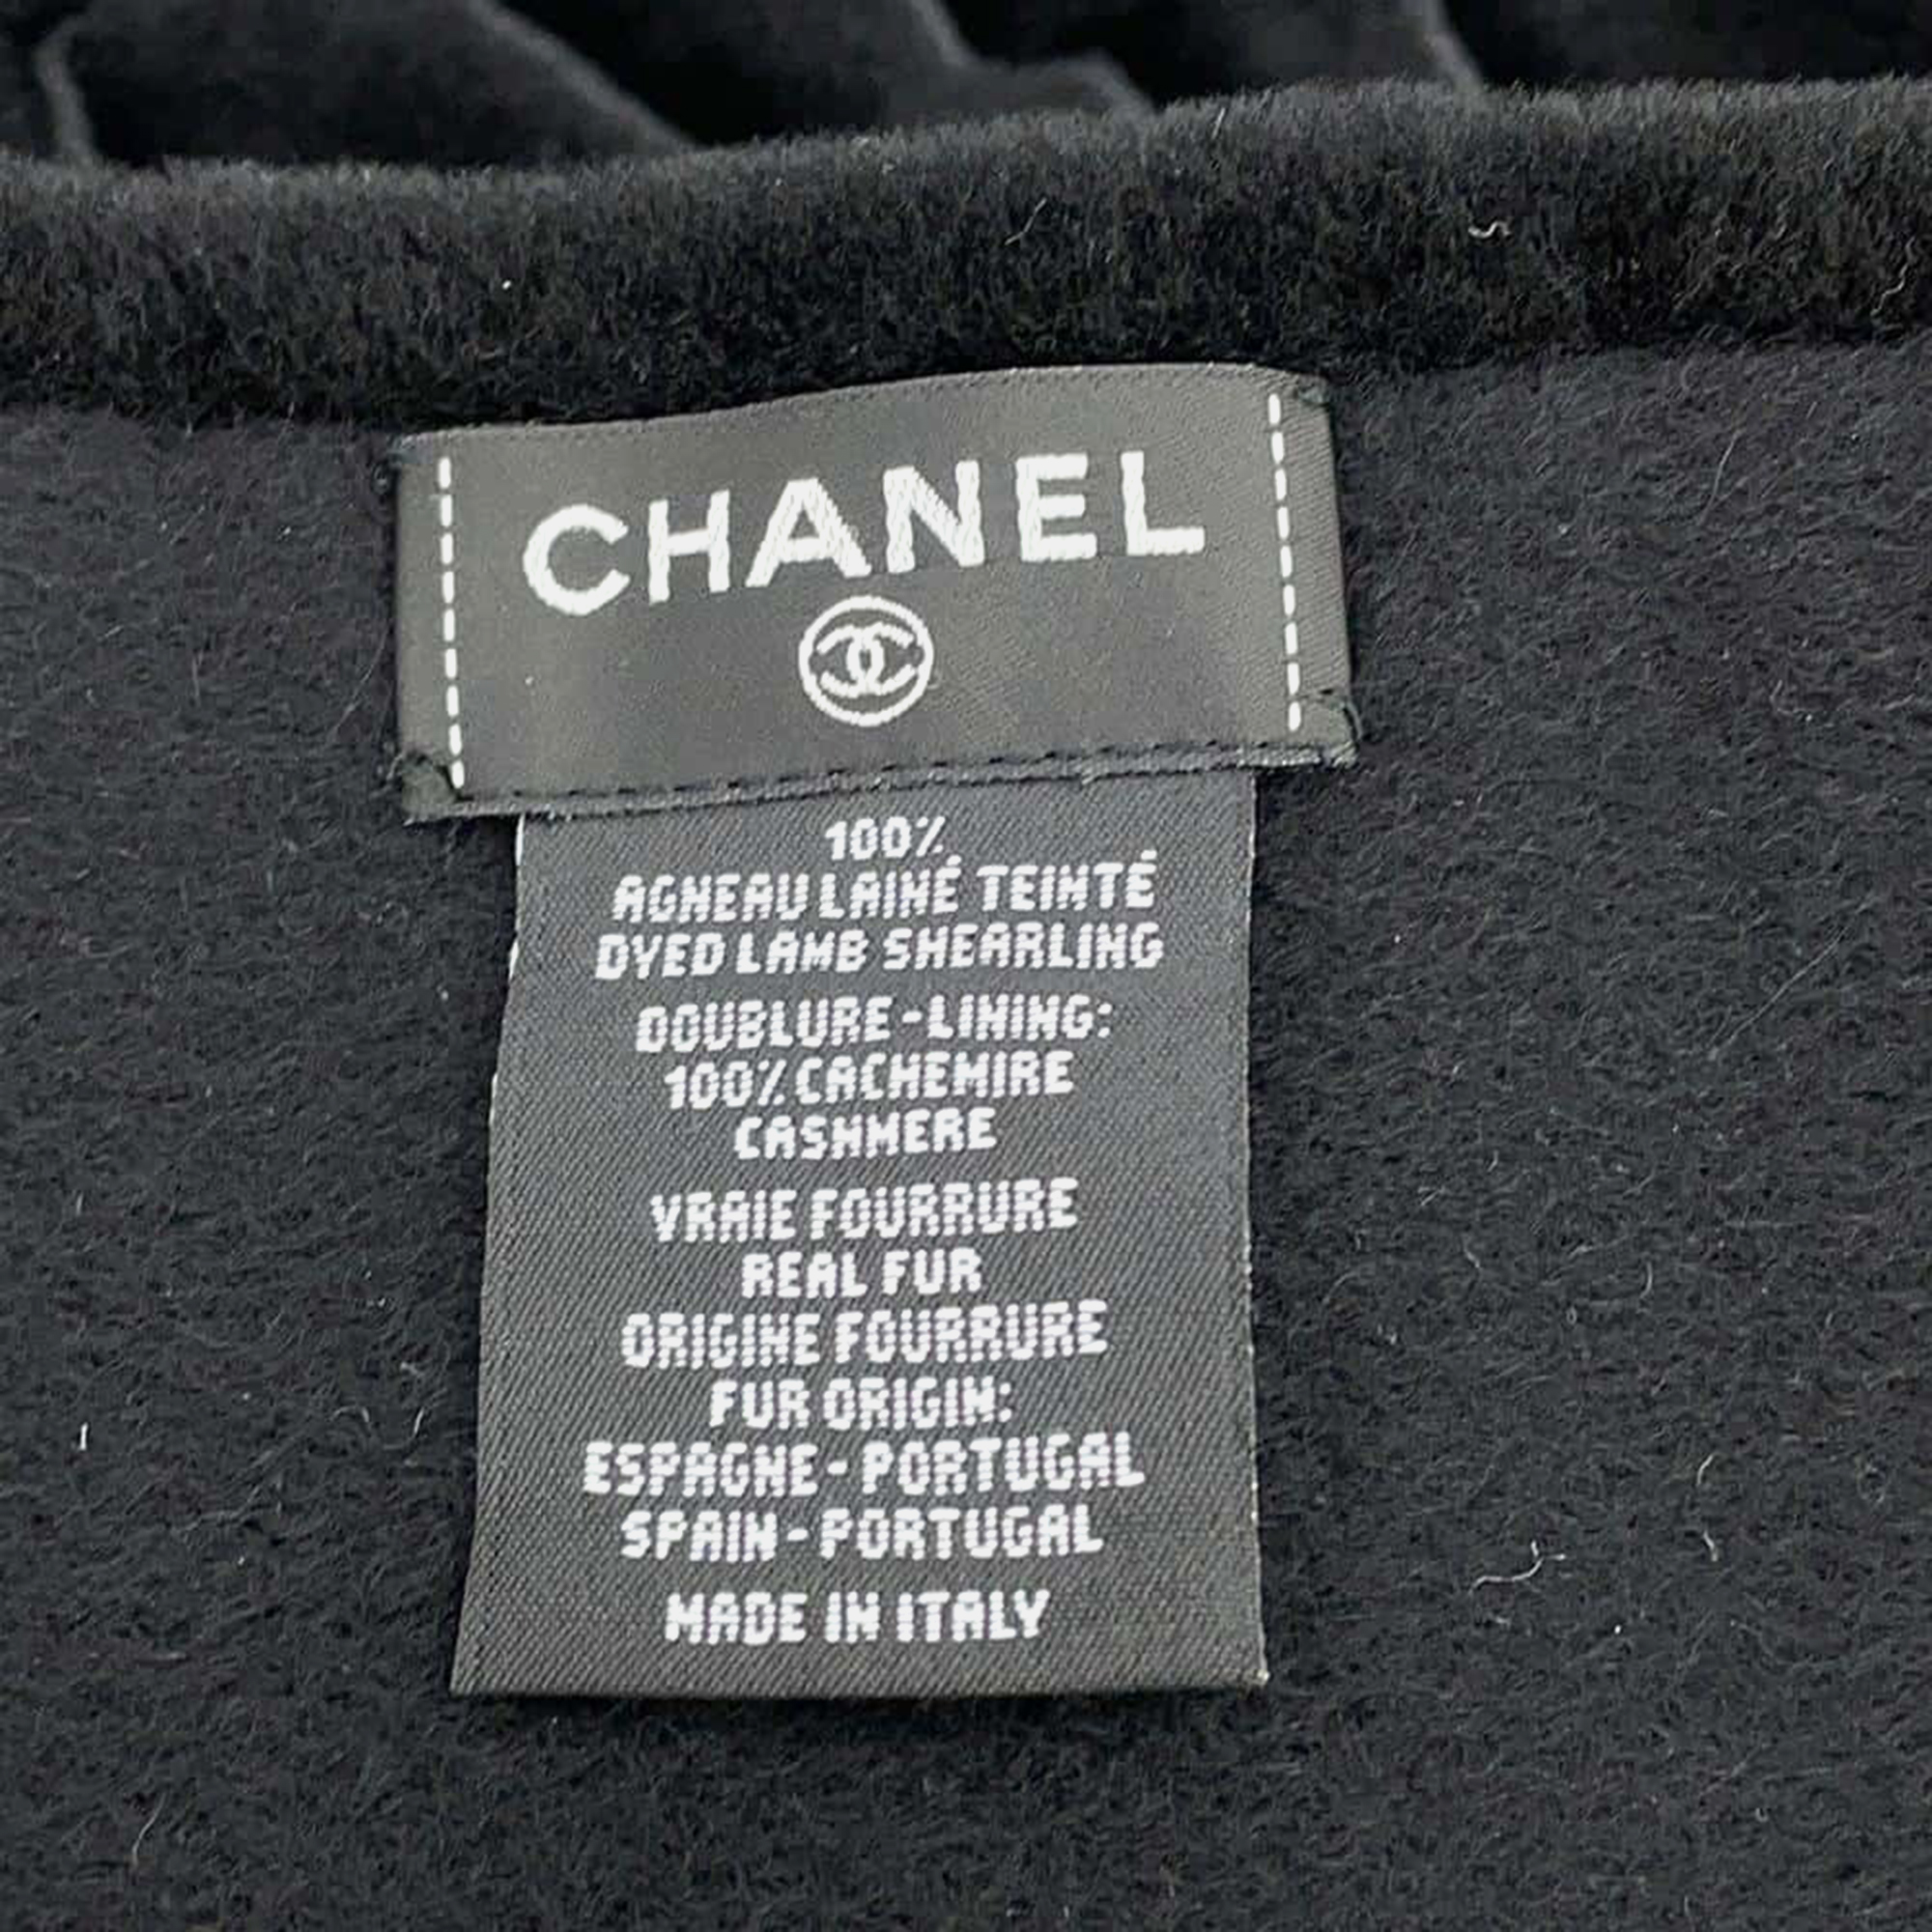 CHANEL
100%
AGNEAU LAINÉ TEINTÉ
DYED LAMB SHEARLING
DOUBLURE-LINING:
100% CACHEMIRE
CASHMERE
VRAIE FOURRURE
REAL FUR
ORIGINE FOURRURE
FUR ORIGIN:
ESPAGNE-PORTUGAL
SPAIN-PORTUGAL
MADE IN ITALY